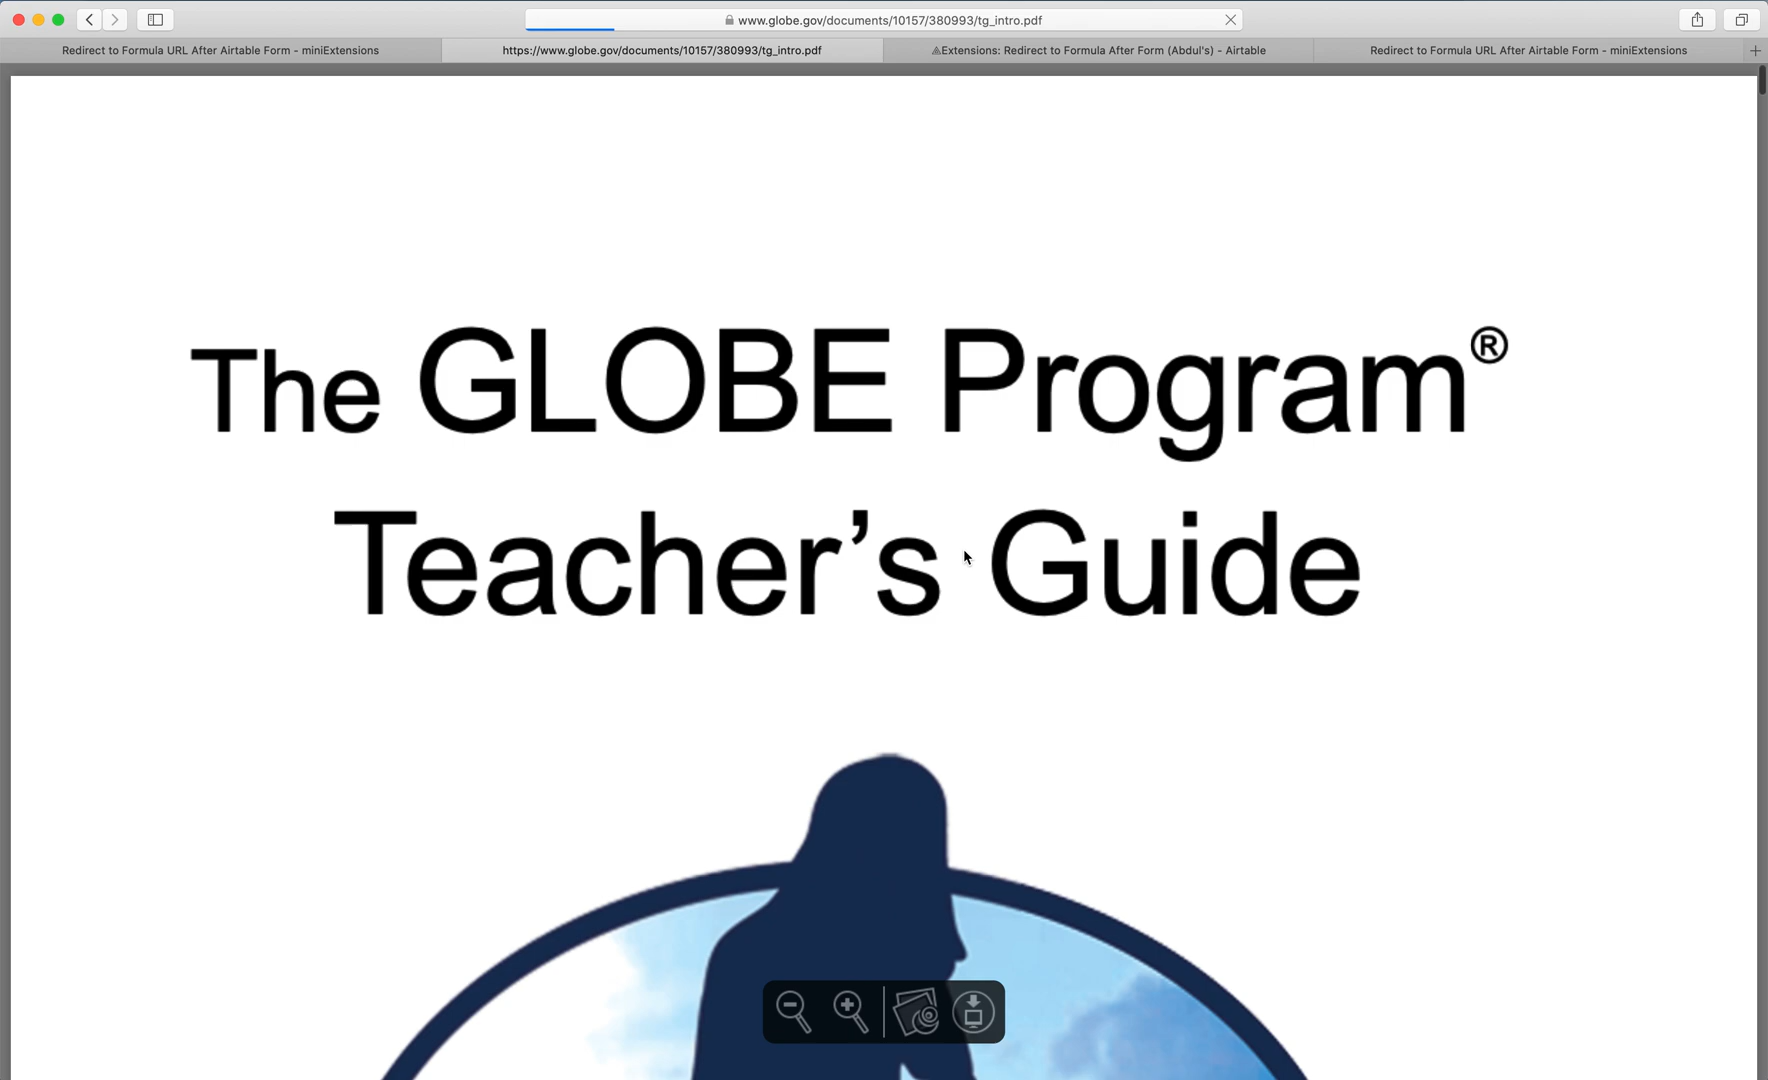 www.globe.gov/documents/10157/380993/tg_intro.pdf
Redirect to Formula URL After Airtable Form - miniExtensions
https://www.globe.gov/documents/10157/380993/tg_intro.pdf
Extensions: Redirect to Formula After Form (Abdul's) - Airtable
Redirect to Formula URL After Airtable Form - miniExtensions
The GLOBE Program®
Teacher’s Guide